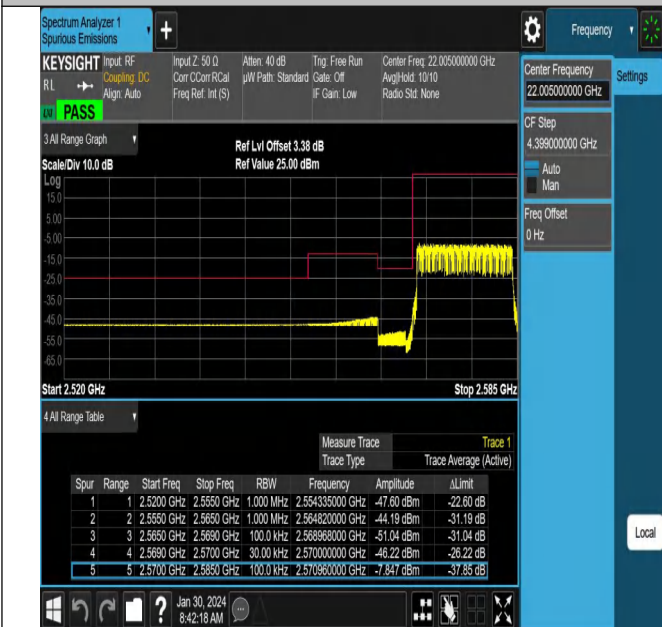 Spectrum Analyzer 1
Spurious Emissions
+
Frequency
KEYSIGHT
Input: RF
Coupling: DC
Align: Auto
Input Z: 50 Ω
Corr CCorr RCal
Freq Ref: Int (S)
Atten: 40 dB
µW Path: Standard
Trig: Free Run
Gate: Off
IF Gain: Low
Center Freq: 22.005000000 GHz
Avg|Hold: 10/10
Radio Std: None
RL
LXI
PASS
Center Frequency
22.005000000 GHz
Settings
CF Step
4.399000000 GHz
Auto
Man
Freq Offset
0 Hz
3 All Range Graph
Ref Lvl Offset 3.38 dB
Scale/Div 10.0 dB
Ref Value 25.00 dBm
Log
15.0
5.00
-5.00
-15.0
-25.0
-35.0
-45.0
-55.0
-65.0
Start 2.520 GHz
Stop 2.585 GHz
4 All Range Table
Measure Trace Trace 1
Trace Type Trace Average (Active)
Spur Range Start Freq Stop Freq RBW Frequency Amplitude ΔLimit
1 1 2.5200 GHz 2.5550 GHz 1.000 MHz 2.554335000 GHz -47.60 dBm -22.60 dB
2 2 2.5550 GHz 2.5650 GHz 1.000 MHz 2.564820000 GHz -44.19 dBm -31.19 dB
3 3 2.5650 GHz 2.5690 GHz 100.0 kHz 2.568968000 GHz -51.04 dBm -31.04 dB
4 4 2.5690 GHz 2.5700 GHz 30.00 kHz 2.570000000 GHz -46.22 dBm -26.22 dB
5 5 2.5700 GHz 2.5850 GHz 100.0 kHz 2.570960000 GHz -7.847 dBm -37.85 dB
Local
?
Jan 30, 2024
8:42:18 AM